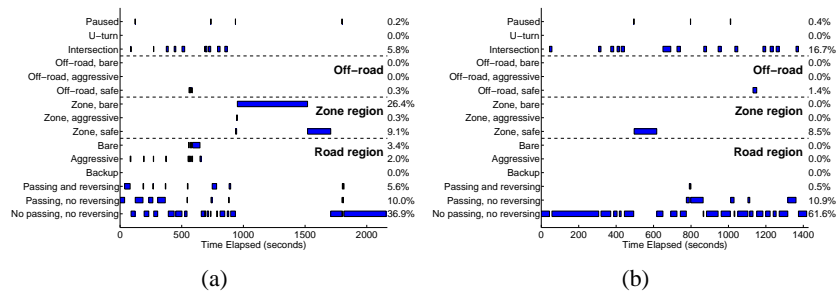 Paused 0.2%
U−turn 0.0%
Intersection 5.8%
Off−road, bare 0.0%
Off−road
Off−road, aggressive 0.0%
Off−road, safe 0.3%
Zone, bare 26.4%
Zone region
Zone, aggressive 0.3%
Zone, safe 9.1%
Road region
Bare 3.4%
Aggressive 2.0%
Backup 0.0%
Passing and reversing 5.6%
Passing, no reversing 10.0%
No passing, no reversing 36.9%
0 500 1000 1500 2000
Time Elapsed (seconds)
(a)
Paused 0.4%
U−turn 0.0%
Intersection 16.7%
Off−road, bare 0.0%
Off−road
Off−road, aggressive 0.0%
Off−road, safe 1.4%
Zone, bare 0.0%
Zone region
Zone, aggressive 0.0%
Zone, safe 8.5%
Road region
Bare 0.0%
Aggressive 0.0%
Backup 0.0%
Passing and reversing 0.5%
Passing, no reversing 10.9%
No passing, no reversing 61.6%
0 200 400 600 800 1000 1200 1400
Time Elapsed (seconds)
(b)